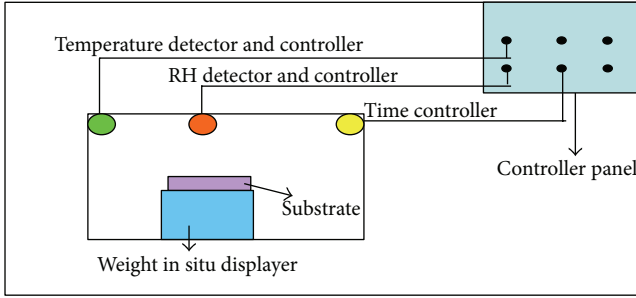 Temperature detector and controller
RH detector and controller
Time controller
Controller panel
Substrate
Weight in situ displayer